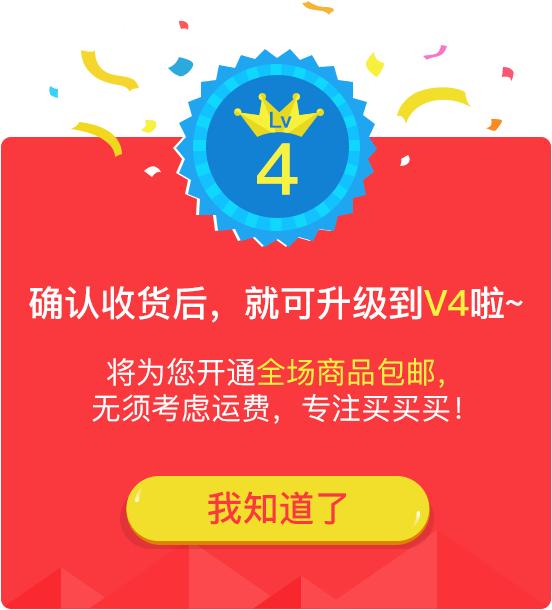 Lv
4
确认收货后，就可升级到V4啦~
将为您开通全场商品包邮，
无须考虑运费，专注买买买！
我知道了